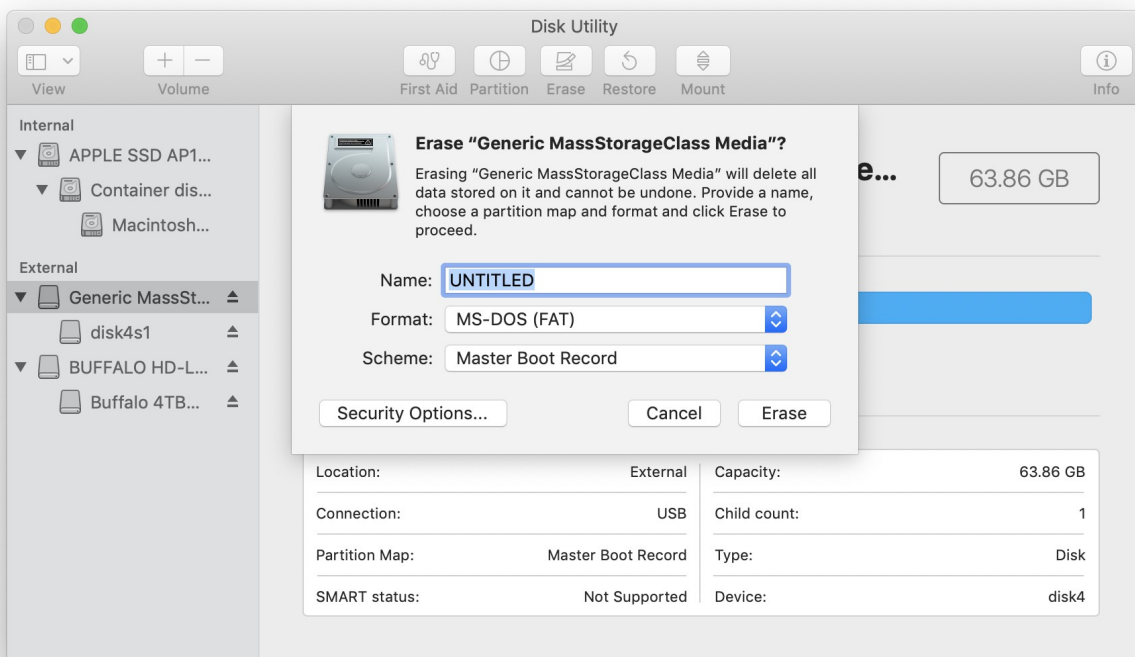 Disk Utility
View
Volume
First Aid
Partition
Erase
Restore
Mount
Info
Internal
APPLE SSD AP1...
Container dis...
Macintosh...
External
Generic MassSt...
disk4s1
BUFFALO HD-L...
Buffalo 4TB...
Erase “Generic MassStorageClass Media”?
Erasing “Generic MassStorageClass Media” will delete all
data stored on it and cannot be undone. Provide a name,
choose a partition map and format and click Erase to
proceed.
Name: UNTITLED
Format: MS-DOS (FAT)
Scheme: Master Boot Record
Security Options...
Cancel
Erase
e...
63.86 GB
Location: External
Capacity: 63.86 GB
Connection: USB
Child count: 1
Partition Map: Master Boot Record
Type: Disk
SMART status: Not Supported
Device: disk4